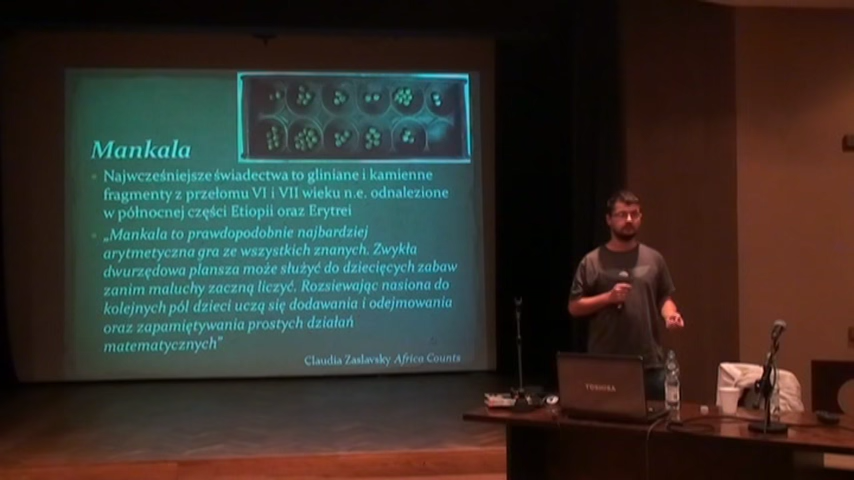 Mankala
Najwcześniejsze świadectwa to gliniane i kamienne
fragmenty z przełomu VI i VII wieku n.e. odnalezione
w północnej części Etiopii oraz Erytrei
„Mankala to prawdopodobnie najbardziej
arytmetyczna gra ze wszystkich znanych. Zwykła
dwurzędowa plansza może służyć do dziecięcych zabaw
zanim maluchy zaczną liczyć. Rozsiewając nasiona do
kolejnych pól dzieci uczą się dodawania i odejmowania
oraz zapamiętywania prostych działań
matematycznych”
Claudia Zaslavsky Africa Counts
TOSHIBA